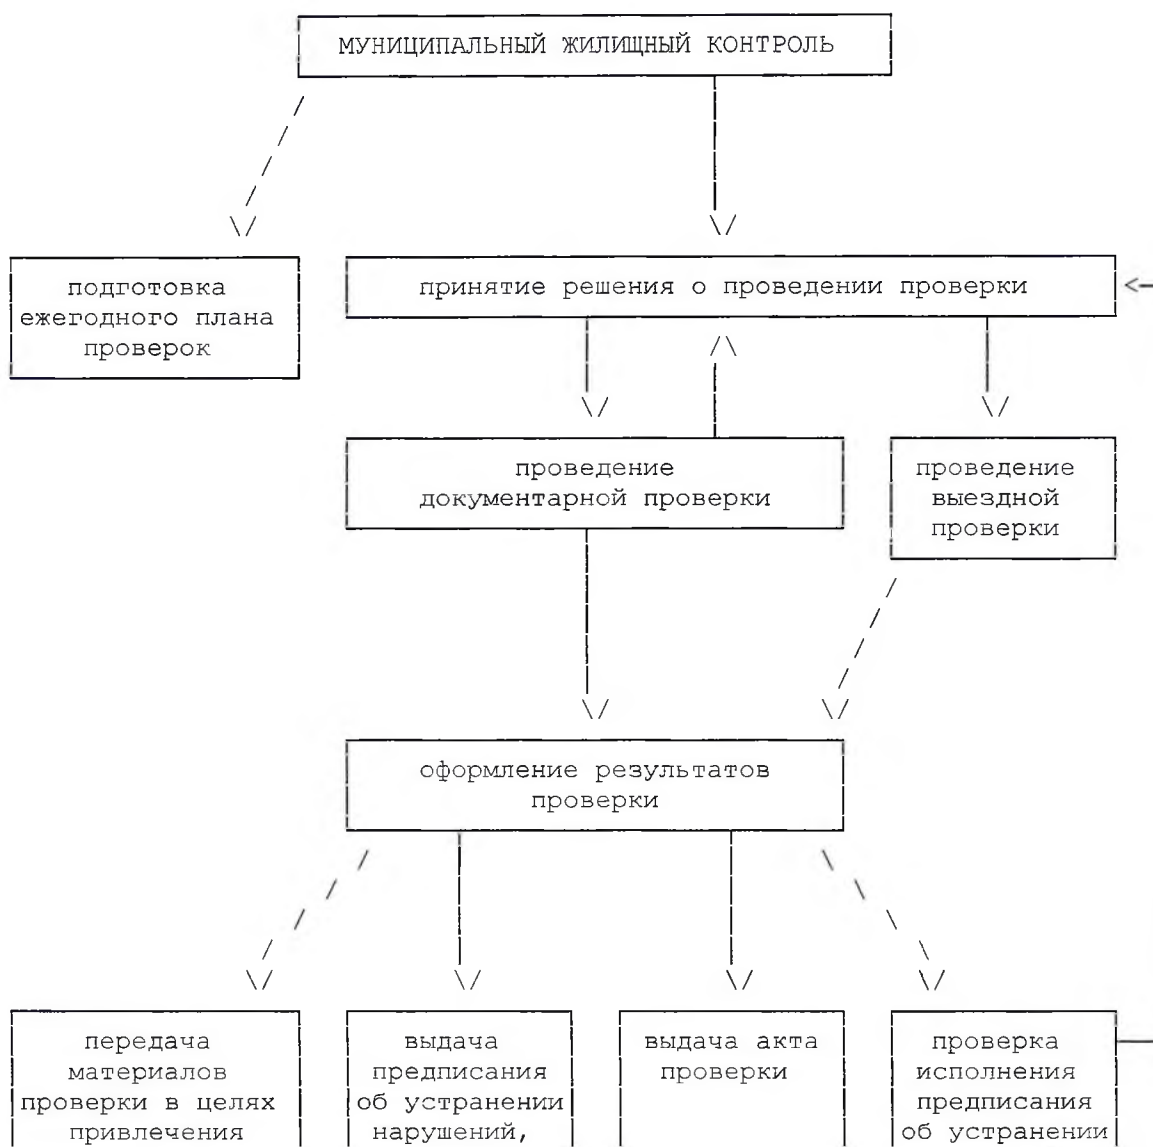 МУНИЦИПАЛЬНЫЙ ЖИЛИЩНЫЙ КОНТРОЛЬ
подготовка
ежегодного плана
проверок
принятие решения о проведении проверки
проведение
документарной проверки
проведение
выездной
проверки
оформление результатов
проверки
передача
материалов
проверки в целях
привлечения
выдача
предписания
об устранении
нарушений,
выдача акта
проверки
проверка
исполнения
предписания
об устранении